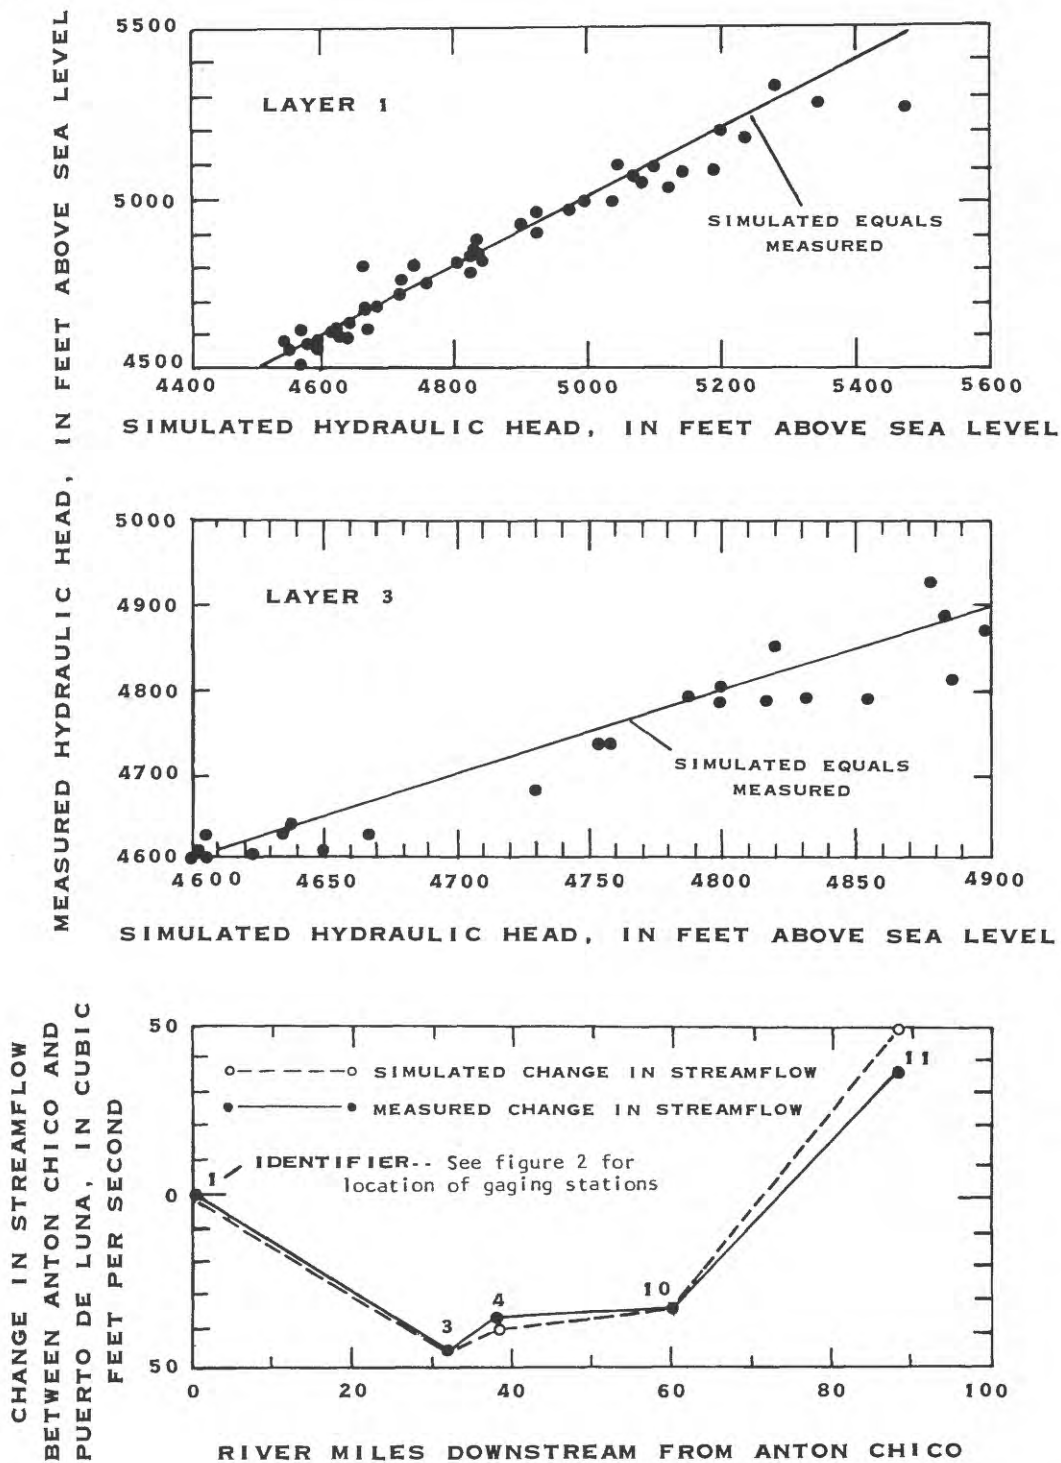 MEASURED HYDRAULIC HEAD, IN FEET ABOVE SEA LEVEL
5500
5000
4500
LAYER 1
SIMULATED EQUALS
MEASURED
4400 4600 4800 5000 5200 5400 5600
SIMULATED HYDRAULIC HEAD, IN FEET ABOVE SEA LEVEL
5000
4900
4800
4700
4600
LAYER 3
SIMULATED EQUALS
MEASURED
4600 4650 4700 4750 4800 4850 4900
SIMULATED HYDRAULIC HEAD, IN FEET ABOVE SEA LEVEL
CHANGE IN STREAMFLOW
BETWEEN ANTON CHICO AND
PUERTO DE LUNA, IN CUBIC
FEET PER SECOND
50
0
50
SIMULATED CHANGE IN STREAMFLOW
MEASURED CHANGE IN STREAMFLOW
1 IDENTIFIER-- See figure 2 for
location of gaging stations
11
10
4
3
0 20 40 60 80 100
RIVER MILES DOWNSTREAM FROM ANTON CHICO